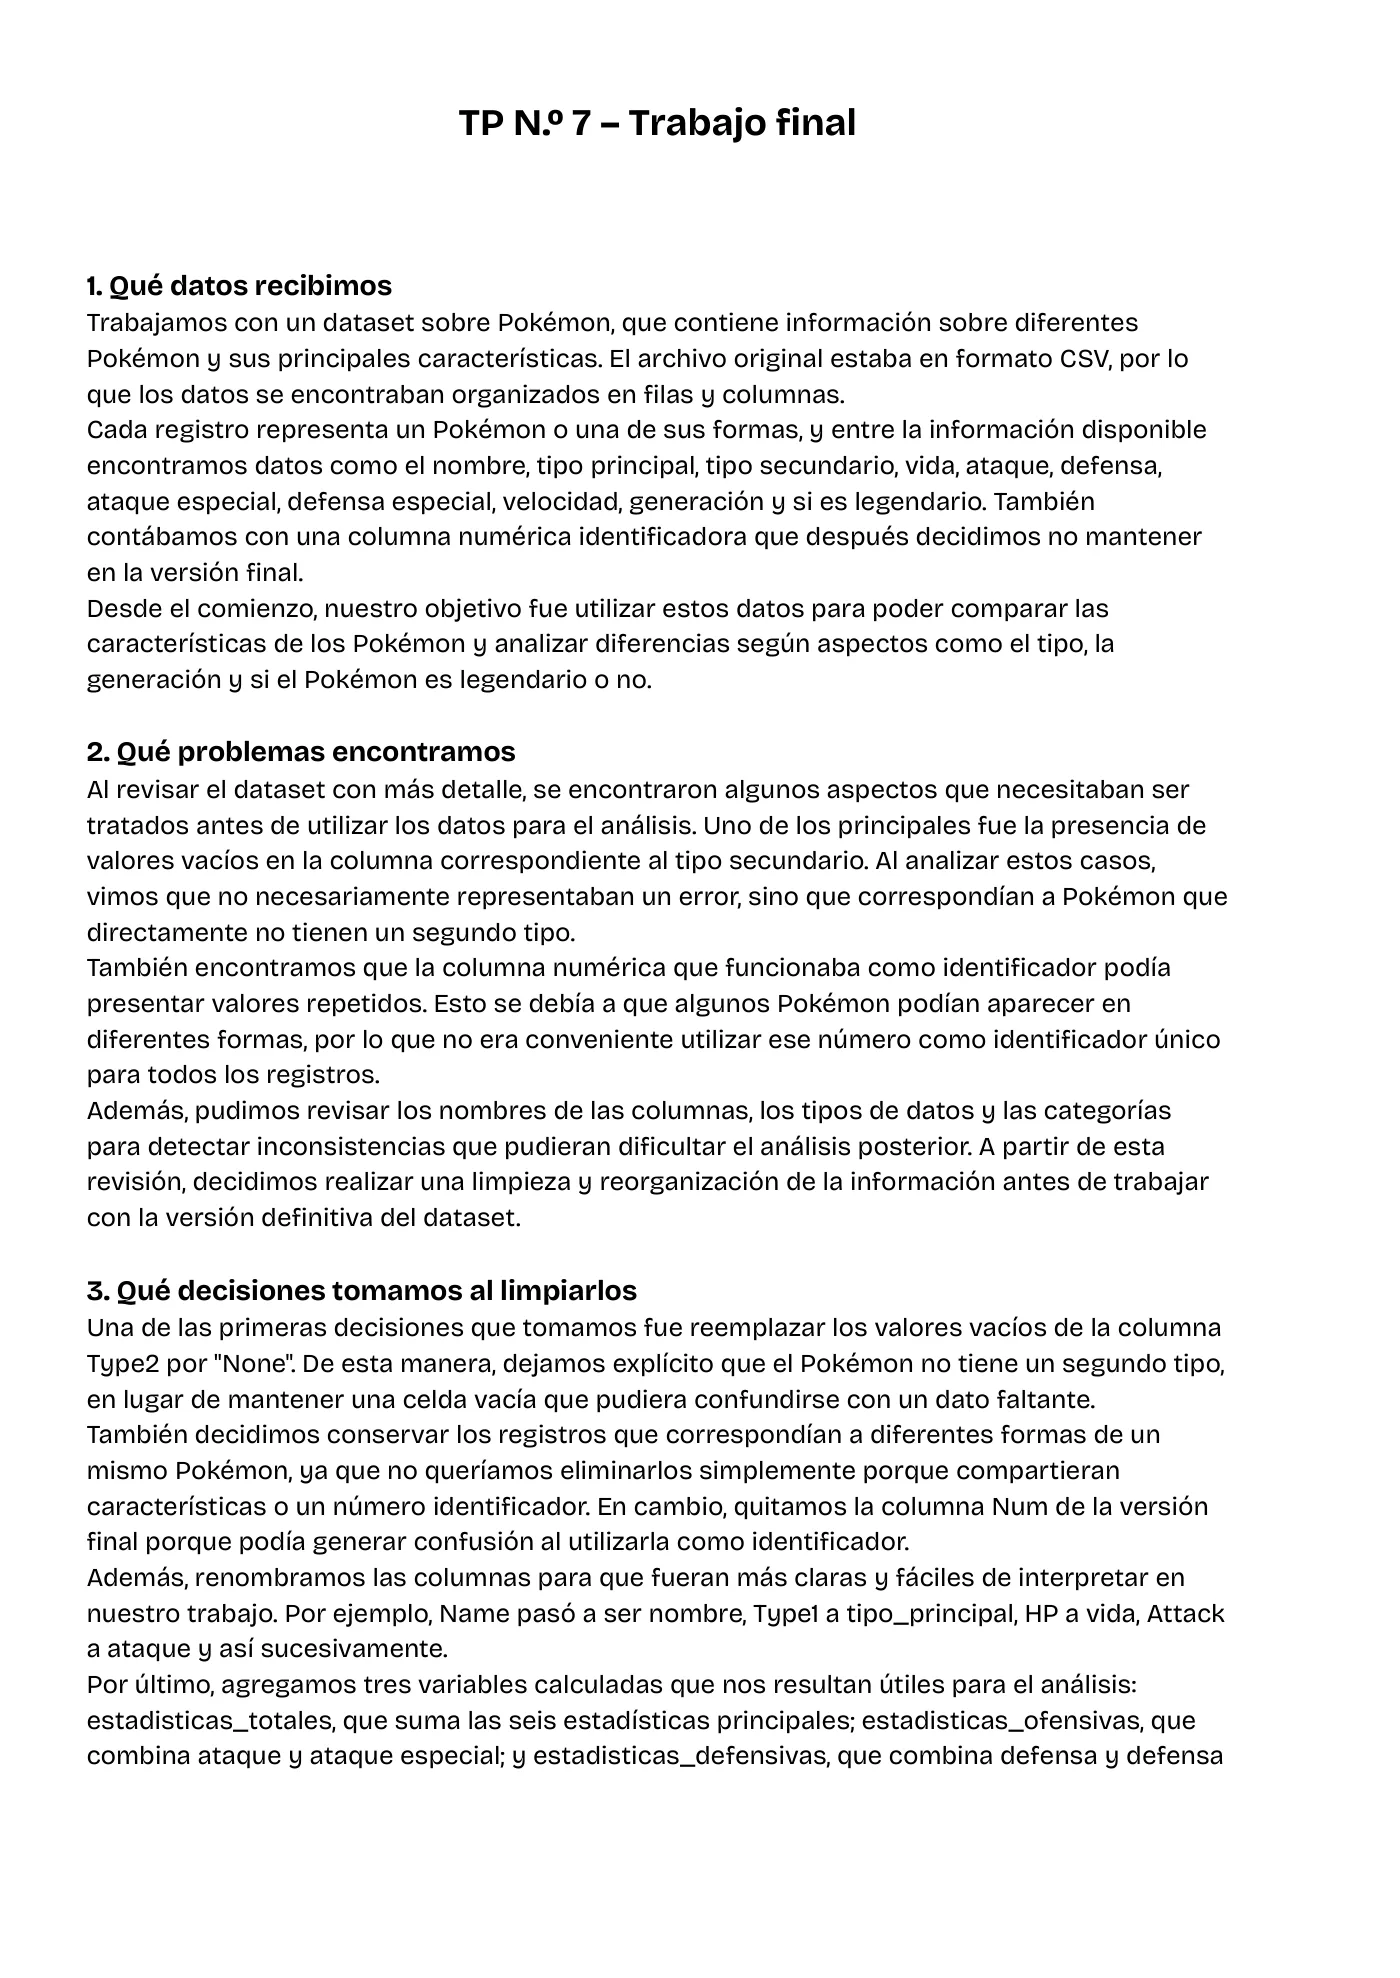 TP N.º 7 – Trabajo final
1. Qué datos recibimos
Trabajamos con un dataset sobre Pokémon, que contiene información sobre diferentes
Pokémon y sus principales características. El archivo original estaba en formato CSV, por lo
que los datos se encontraban organizados en filas y columnas.
Cada registro representa un Pokémon o una de sus formas, y entre la información disponible
encontramos datos como el nombre, tipo principal, tipo secundario, vida, ataque, defensa,
ataque especial, defensa especial, velocidad, generación y si es legendario. También
contábamos con una columna numérica identificadora que después decidimos no mantener
en la versión final.
Desde el comienzo, nuestro objetivo fue utilizar estos datos para poder comparar las
características de los Pokémon y analizar diferencias según aspectos como el tipo, la
generación y si el Pokémon es legendario o no.
2. Qué problemas encontramos
Al revisar el dataset con más detalle, se encontraron algunos aspectos que necesitaban ser
tratados antes de utilizar los datos para el análisis. Uno de los principales fue la presencia de
valores vacíos en la columna correspondiente al tipo secundario. Al analizar estos casos,
vimos que no necesariamente representaban un error, sino que correspondían a Pokémon que
directamente no tienen un segundo tipo.
También encontramos que la columna numérica que funcionaba como identificador podía
presentar valores repetidos. Esto se debía a que algunos Pokémon podían aparecer en
diferentes formas, por lo que no era conveniente utilizar ese número como identificador único
para todos los registros.
Además, pudimos revisar los nombres de las columnas, los tipos de datos y las categorías
para detectar inconsistencias que pudieran dificultar el análisis posterior. A partir de esta
revisión, decidimos realizar una limpieza y reorganización de la información antes de trabajar
con la versión definitiva del dataset.
3. Qué decisiones tomamos al limpiarlos
Una de las primeras decisiones que tomamos fue reemplazar los valores vacíos de la columna
Type2 por "None". De esta manera, dejamos explícito que el Pokémon no tiene un segundo tipo,
en lugar de mantener una celda vacía que pudiera confundirse con un dato faltante.
También decidimos conservar los registros que correspondían a diferentes formas de un
mismo Pokémon, ya que no queríamos eliminarlos simplemente porque compartieran
características o un número identificador. En cambio, quitamos la columna Num de la versión
final porque podía generar confusión al utilizarla como identificador.
Además, renombramos las columnas para que fueran más claras y fáciles de interpretar en
nuestro trabajo. Por ejemplo, Name pasó a ser nombre, Type1 a tipo_principal, HP a vida, Attack
a ataque y así sucesivamente.
Por último, agregamos tres variables calculadas que nos resultan útiles para el análisis:
estadisticas_totales, que suma las seis estadísticas principales; estadisticas_ofensivas, que
combina ataque y ataque especial; y estadisticas_defensivas, que combina defensa y defensa